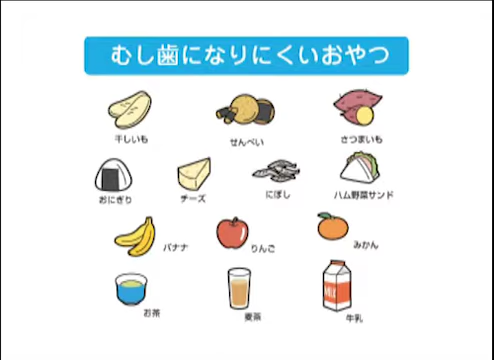 むし歯になりにくいおやつ
干しいも
せんべい
さつまいも
おにぎり
チーズ
にぼし
ハム野菜サンド
バナナ
りんご
みかん
お茶
麦茶
MILK
牛乳